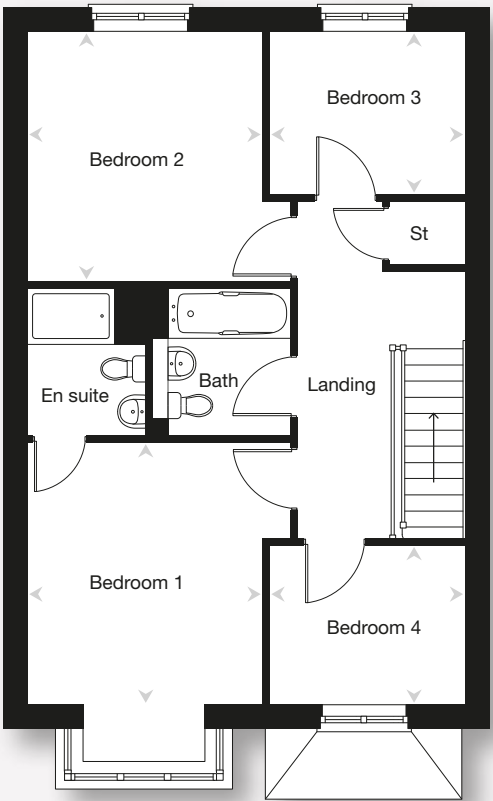 Bedroom 3
Bedroom 2
St
Bath
Landing
En suite
Bedroom 1
Bedroom 4